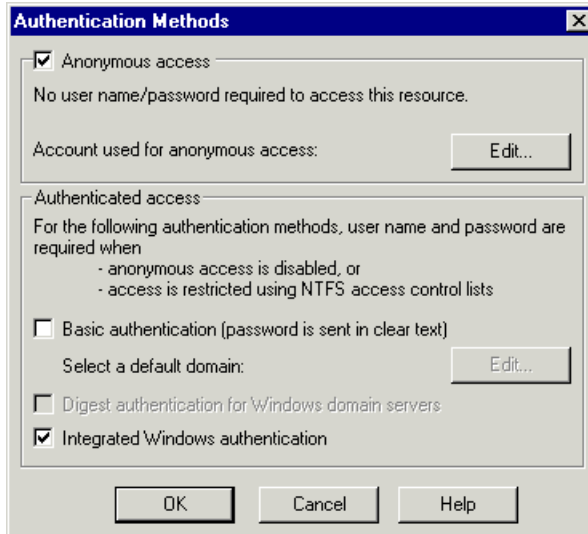 Authentication Methods
Anonymous access
No user name/password required to access this resource.
Account used for anonymous access:
Edit...
Authenticated access
For the following authentication methods, user name and password are
required when
- anonymous access is disabled, or
- access is restricted using NTFS access control lists
Basic authentication (password is sent in clear text)
Select a default domain:
Edit...
Digest authentication for Windows domain servers
Integrated Windows authentication
OK
Cancel
Help